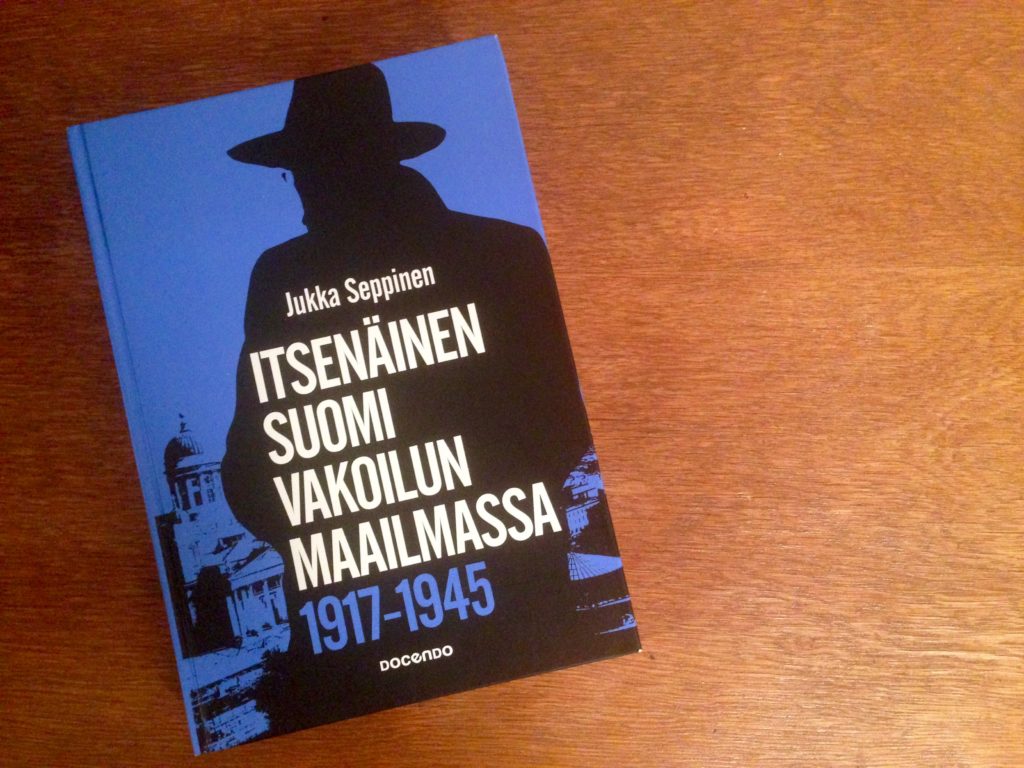 Jukka Seppinen
ITSENÄINEN
SUOMI
VAKOILUN
MAAILMASSA
1917–1945
DOCENDO